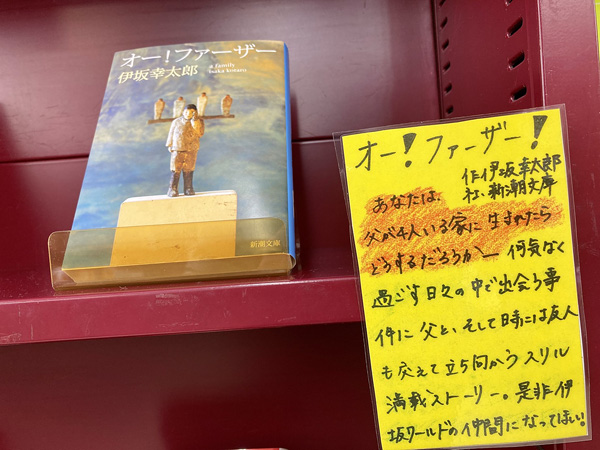 オー!ファーザー
伊坂幸太郎
a family
isaka kotaro
新潮文庫
オー!ファーザー!
作伊坂幸太郎
社.新潮文庫
あなたは、
父が4人いる家に生まれたら
どうするだろうか― 何気なく
過ごす日々の中で出会う事
件に父と、そして時には友人
も交えて立ち向かうスリル
満載ストーリー。是非伊
坂ワールドの仲間になってほしい!